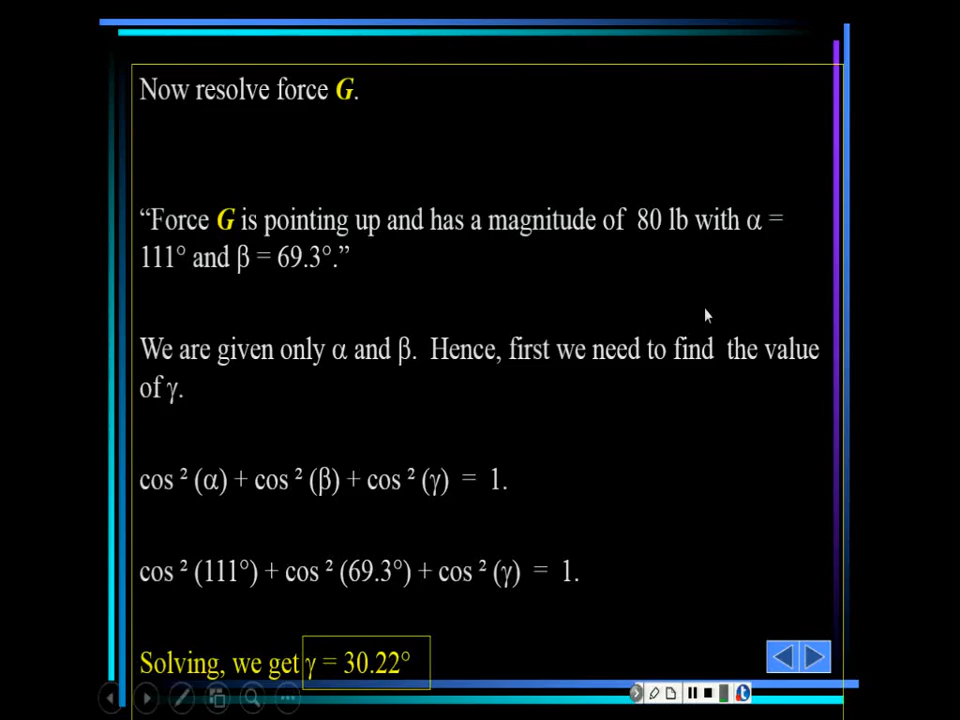 Now resolve force G.
“Force G is pointing up and has a magnitude of 80 lb with α =
111° and β = 69.3°.”
We are given only α and β. Hence, first we need to find the value
of γ.
cos ² (α) + cos ² (β) + cos ² (γ) = 1.
cos ² (111°) + cos ² (69.3°) + cos ² (γ) = 1.
Solving, we get γ = 30.22°